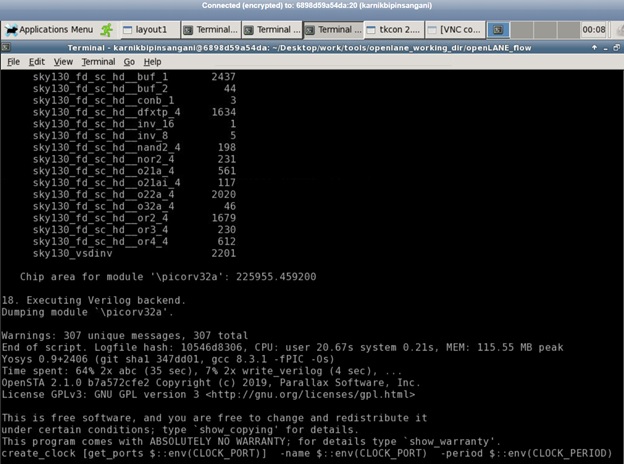 Connected (encrypted) to: 6898d59a54da:20 (karnikbipinsangani)
Applications Menu layout1 Terminal... Terminal ... Terminal ... tkcon 2.... [VNC co... 00:08
Terminal - karnikbipinsangani@6898d59a54da: ~/Desktop/work/tools/openlane_working_dir/openLANE_flow
File Edit View Terminal Go Help
sky130_fd_sc_hd__buf_1 2437
sky130_fd_sc_hd__buf_2 44
sky130_fd_sc_hd__conb_1 3
sky130_fd_sc_hd__dfxtp_4 1634
sky130_fd_sc_hd__inv_16 1
sky130_fd_sc_hd__inv_8 5
sky130_fd_sc_hd__nand2_4 198
sky130_fd_sc_hd__nor2_4 231
sky130_fd_sc_hd__o21a_4 561
sky130_fd_sc_hd__o21ai_4 117
sky130_fd_sc_hd__o22a_4 2020
sky130_fd_sc_hd__o32a_4 46
sky130_fd_sc_hd__or2_4 1679
sky130_fd_sc_hd__or3_4 230
sky130_fd_sc_hd__or4_4 612
sky130_vsdinv 2201
Chip area for module '\picorv32a': 225955.459200
18. Executing Verilog backend.
Dumping module `\picorv32a'.
Warnings: 307 unique messages, 307 total
End of script. Logfile hash: 10546d8306, CPU: user 20.67s system 0.21s, MEM: 115.55 MB peak
Yosys 0.9+2406 (git sha1 347dd01, gcc 8.3.1 -fPIC -Os)
Time spent: 64% 2x abc (35 sec), 7% 2x write_verilog (4 sec), ...
OpenSTA 2.1.0 b7a572cfe2 Copyright (c) 2019, Parallax Software, Inc.
License GPLv3: GNU GPL version 3 <http://gnu.org/licenses/gpl.html>
This is free software, and you are free to change and redistribute it
under certain conditions; type `show_copying' for details.
This program comes with ABSOLUTELY NO WARRANTY; for details type `show_warranty'.
create_clock [get_ports $::env(CLOCK_PORT)] -name $::env(CLOCK_PORT) -period $::env(CLOCK_PERIOD)